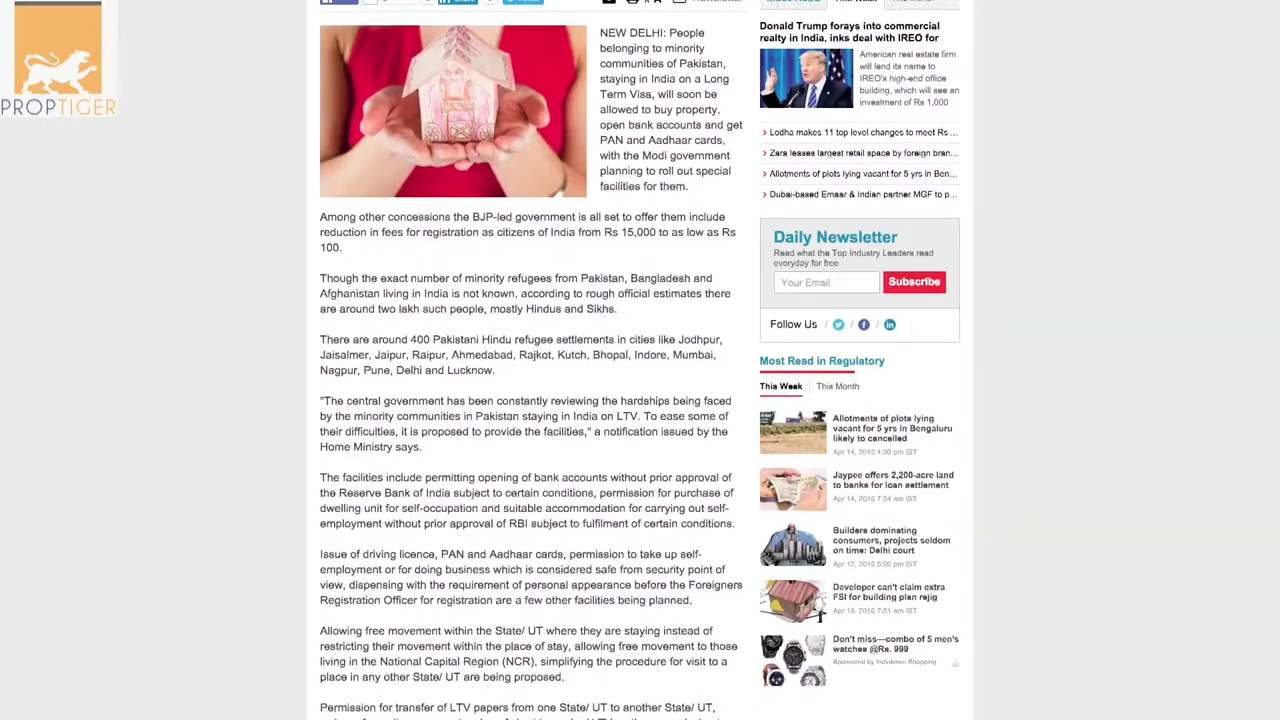 PROPTIGER
Share
NEW DELHI: People
belonging to minority
communities of Pakistan,
staying in India on a Long
Term Visa, will soon be
allowed to buy property,
open bank accounts and get
PAN and Aadhaar cards,
with the Modi government
planning to roll out special
facilities for them.
Among other concessions the BJP-led government is all set to offer them include
reduction in fees for registration as citizens of India from Rs 15,000 to as low as Rs
100.
Though the exact number of minority refugees from Pakistan, Bangladesh and
Afghanistan living in India is not known, according to rough official estimates there
are around two lakh such people, mostly Hindus and Sikhs.
There are around 400 Pakistani Hindu refugee settlements in cities like Jodhpur,
Jaisalmer, Jaipur, Raipur, Ahmedabad, Rajkot, Kutch, Bhopal, Indore, Mumbai,
Nagpur, Pune, Delhi and Lucknow.
"The central government has been constantly reviewing the hardships being faced
by the minority communities in Pakistan staying in India on LTV. To ease some of
their difficulties, it is proposed to provide the facilities," a notification issued by the
Home Ministry says.
The facilities include permitting opening of bank accounts without prior approval of
the Reserve Bank of India subject to certain conditions, permission for purchase of
dwelling unit for self-occupation and suitable accommodation for carrying out self-
employment without prior approval of RBI subject to fulfilment of certain conditions.
Issue of driving licence, PAN and Aadhaar cards, permission to take up self-
employment or for doing business which is considered safe from security point of
view, dispensing with the requirement of personal appearance before the Foreigners
Registration Officer for registration are a few other facilities being planned.
Allowing free movement within the State/ UT where they are staying instead of
restricting their movement within the place of stay, allowing free movement to those
living in the National Capital Region (NCR), simplifying the procedure for visit to a
place in any other State/ UT are being proposed.
Permission for transfer of LTV papers from one State/ UT to another State/ UT,
Donald Trump forays into commercial
realty in India, inks deal with IREO for
American real estate firm
will lend its name to
IREO's high-end office
building, which will see an
investment of Rs 1,000
Lodha makes 11 top level changes to meet Rs ...
Zara leases largest retail space by foreign bran...
Allotments of plots lying vacant for 5 yrs in Ben...
Dubai-based Emaar & Indian partner MGF to p...
Daily Newsletter
Read what the Top Industry Leaders read
everyday for free
Your Email
Subscribe
Follow Us / / /
Most Read in Regulatory
This Week This Month
Allotments of plots lying
vacant for 5 yrs in Bengaluru
likely to cancelled
Apr 14, 2016 4:30 pm IST
Jaypee offers 2,200-acre land
to banks for loan settlement
Apr 14, 2016 7:54 am IST
Builders dominating
consumers, projects seldom
on time: Delhi court
Apr 12, 2016 5:06 pm IST
Developer can't claim extra
FSI for building plan rejig
7:51 am IST
Don't miss—combo of 5 men's
watches @Rs. 999
Sponsored by Indiatimes Shopping